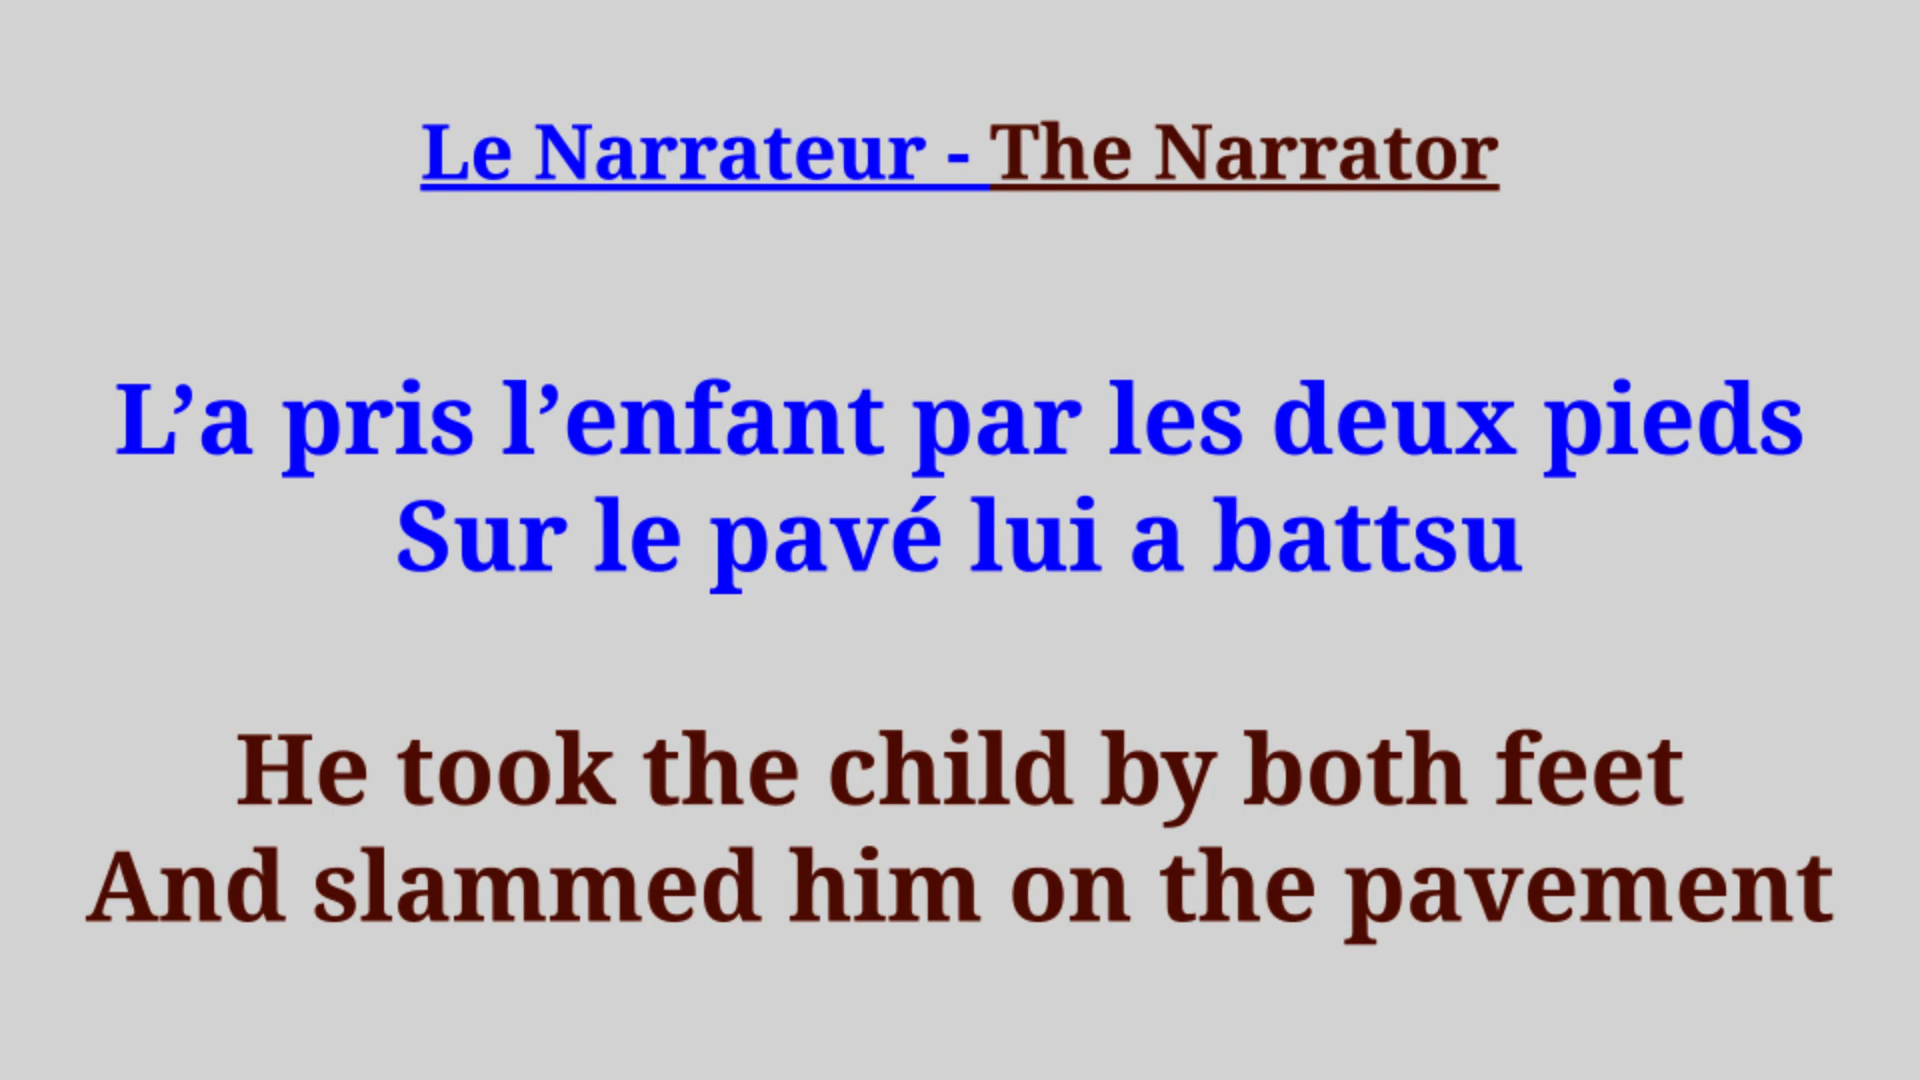 Le Narrateur - The Narrator
L’a pris l’enfant par les deux pieds
Sur le pavé lui a battsu
He took the child by both feet
And slammed him on the pavement